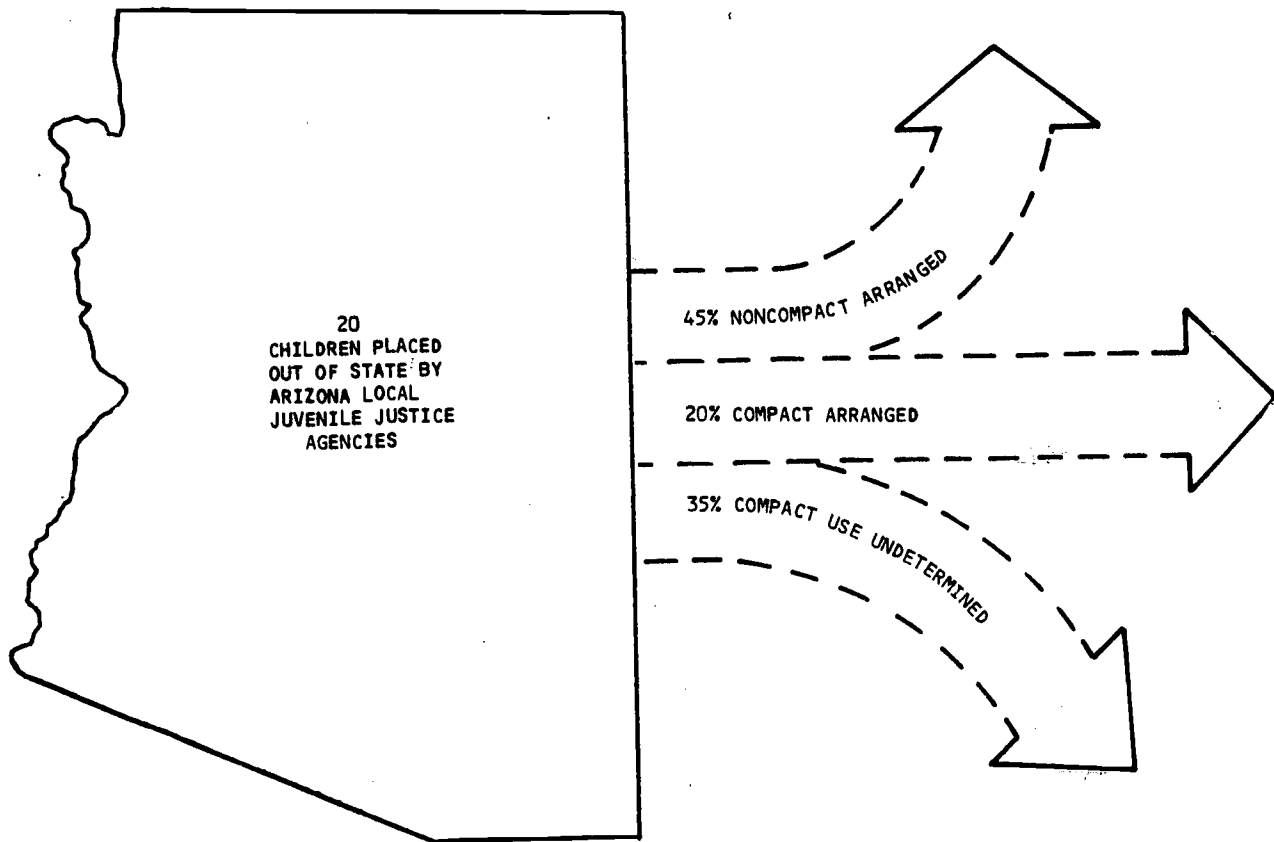 20
CHILDREN PLACED
OUT OF STATE BY
ARIZONA LOCAL
JUVENILE JUSTICE
AGENCIES
45% NONCOMPACT ARRANGED
20% COMPACT ARRANGED
35% COMPACT USE UNDETERMINED